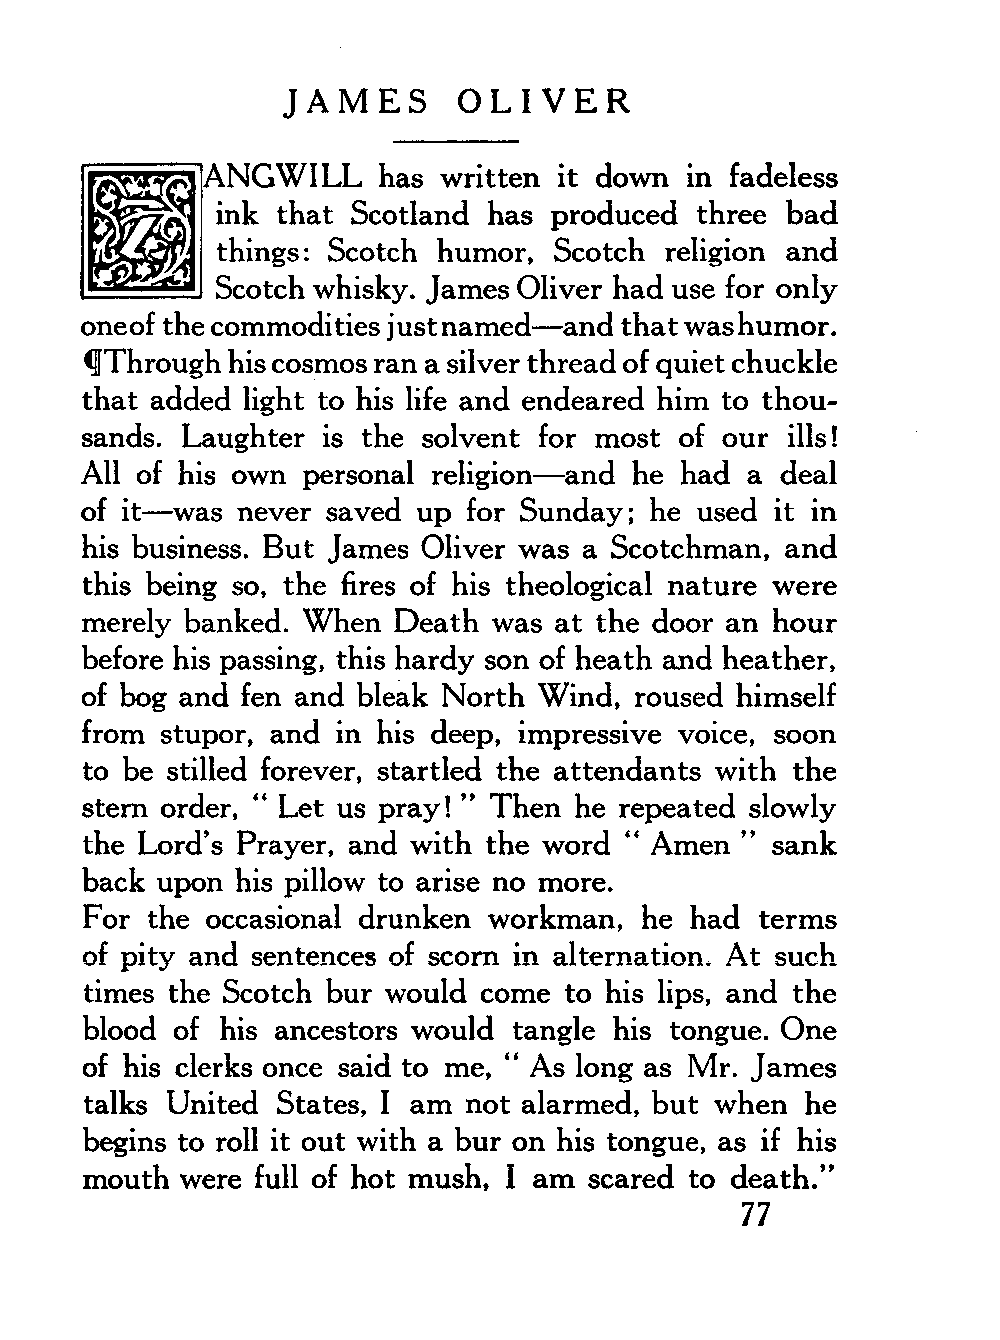 JAMES OLIVER
ZANGWILL has written it down in fadeless
ink that Scotland has produced three bad
things: Scotch humor, Scotch religion and
Scotch whisky. James Oliver had use for only
one of the commodities just named—and that was humor.
¶Through his cosmos ran a silver thread of quiet chuckle
that added light to his life and endeared him to thou-
sands. Laughter is the solvent for most of our ills!
All of his own personal religion—and he had a deal
of it—was never saved up for Sunday; he used it in
his business. But James Oliver was a Scotchman, and
this being so, the fires of his theological nature were
merely banked. When Death was at the door an hour
before his passing, this hardy son of heath and heather,
of bog and fen and bleak North Wind, roused himself
from stupor, and in his deep, impressive voice, soon
to be stilled forever, startled the attendants with the
stern order, “ Let us pray! ” Then he repeated slowly
the Lord’s Prayer, and with the word “ Amen ” sank
back upon his pillow to arise no more.
For the occasional drunken workman, he had terms
of pity and sentences of scorn in alternation. At such
times the Scotch bur would come to his lips, and the
blood of his ancestors would tangle his tongue. One
of his clerks once said to me, “ As long as Mr. James
talks United States, I am not alarmed, but when he
begins to roll it out with a bur on his tongue, as if his
mouth were full of hot mush, I am scared to death.”
77